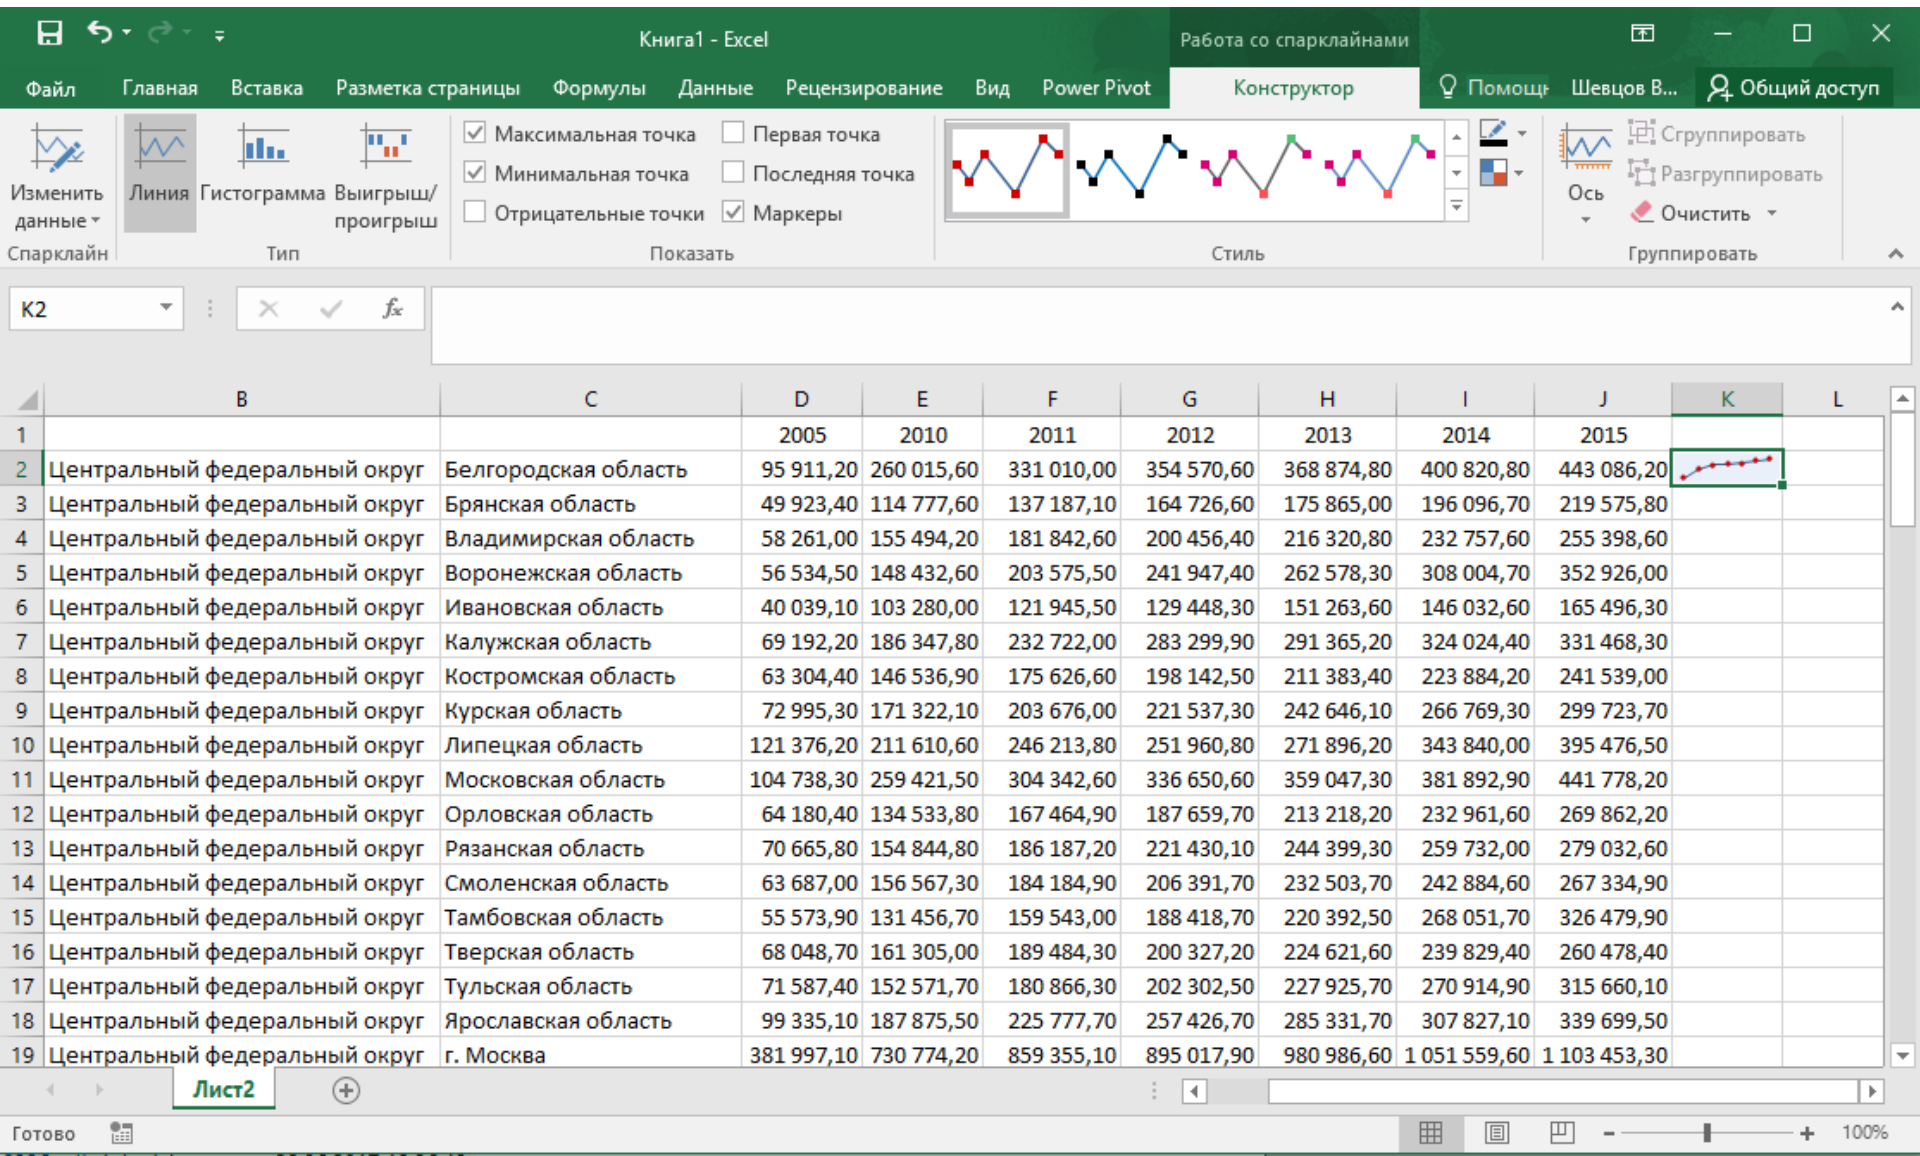 Книга1 - Excel
Работа со спарклайнами
Файл Главная Вставка Разметка страницы Формулы Данные Рецензирование Вид Power Pivot Конструктор Помощн Шевцов В... Общий доступ
Изменить данные
Линия Гистограмма Выигрыш/проигрыш
Максимальная точка Первая точка
Минимальная точка Последняя точка
Отрицательные точки Маркеры
Ось
Сгруппировать
Разгруппировать
Очистить
Спарклайн Тип Показать Стиль Группировать
K2 fx
B C D E F G H I J K L
1 2005 2010 2011 2012 2013 2014 2015
2 Центральный федеральный округ Белгородская область 95 911,20 260 015,60 331 010,00 354 570,60 368 874,80 400 820,80 443 086,20
3 Центральный федеральный округ Брянская область 49 923,40 114 777,60 137 187,10 164 726,60 175 865,00 196 096,70 219 575,80
4 Центральный федеральный округ Владимирская область 58 261,00 155 494,20 181 842,60 200 456,40 216 320,80 232 757,60 255 398,60
5 Центральный федеральный округ Воронежская область 56 534,50 148 432,60 203 575,50 241 947,40 262 578,30 308 004,70 352 926,00
6 Центральный федеральный округ Ивановская область 40 039,10 103 280,00 121 945,50 129 448,30 151 263,60 146 032,60 165 496,30
7 Центральный федеральный округ Калужская область 69 192,20 186 347,80 232 722,00 283 299,90 291 365,20 324 024,40 331 468,30
8 Центральный федеральный округ Костромская область 63 304,40 146 536,90 175 626,60 198 142,50 211 383,40 223 884,20 241 539,00
9 Центральный федеральный округ Курская область 72 995,30 171 322,10 203 676,00 221 537,30 242 646,10 266 769,30 299 723,70
10 Центральный федеральный округ Липецкая область 121 376,20 211 610,60 246 213,80 251 960,80 271 896,20 343 840,00 395 476,50
11 Центральный федеральный округ Московская область 104 738,30 259 421,50 304 342,60 336 650,60 359 047,30 381 892,90 441 778,20
12 Центральный федеральный округ Орловская область 64 180,40 134 533,80 167 464,90 187 659,70 213 218,20 232 961,60 269 862,20
13 Центральный федеральный округ Рязанская область 70 665,80 154 844,80 186 187,20 221 430,10 244 399,30 259 732,00 279 032,60
14 Центральный федеральный округ Смоленская область 63 687,00 156 567,30 184 184,90 206 391,70 232 503,70 242 884,60 267 334,90
15 Центральный федеральный округ Тамбовская область 55 573,90 131 456,70 159 543,00 188 418,70 220 392,50 268 051,70 326 479,90
16 Центральный федеральный округ Тверская область 68 048,70 161 305,00 189 484,30 200 327,20 224 621,60 239 829,40 260 478,40
17 Центральный федеральный округ Тульская область 71 587,40 152 571,70 180 866,30 202 302,50 227 925,70 270 914,90 315 660,10
18 Центральный федеральный округ Ярославская область 99 335,10 187 875,50 225 777,70 257 426,70 285 331,70 307 827,10 339 699,50
19 Центральный федеральный округ г. Москва 381 997,10 730 774,20 859 355,10 895 017,90 980 986,60 1 051 559,60 1 103 453,30
Лист2
Готово 100%